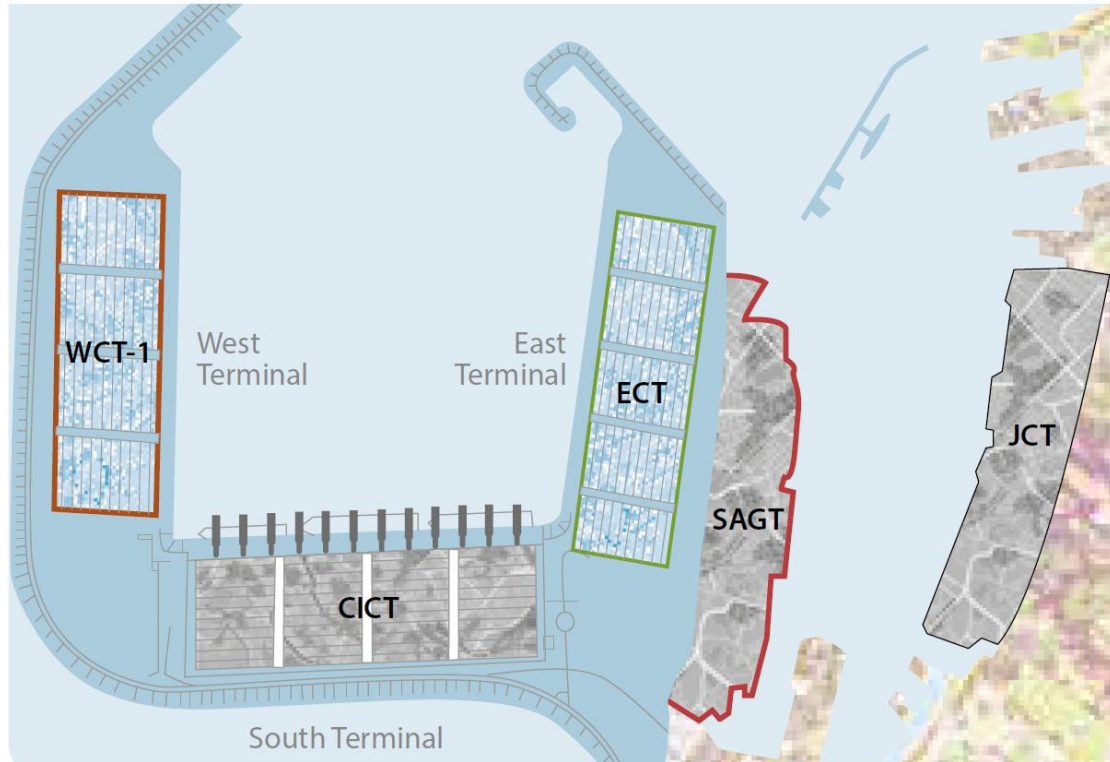 WCT-1
West
Terminal
East
Terminal
ECT
SAGT
JCT
CICT
South Terminal